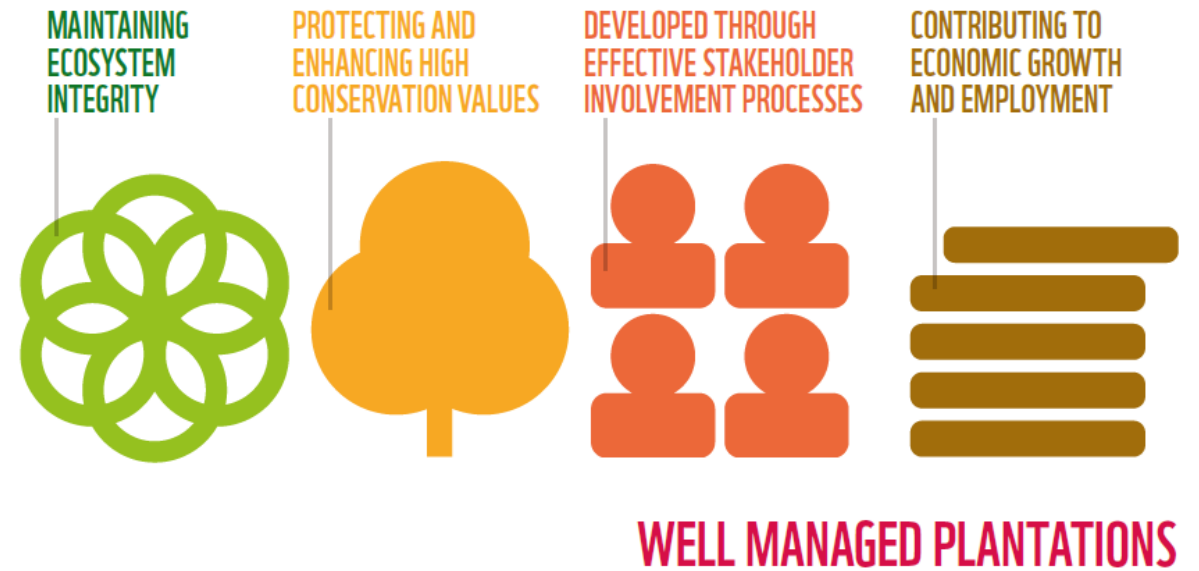 MAINTAINING
ECOSYSTEM
INTEGRITY
PROTECTING AND
ENHANCING HIGH
CONSERVATION VALUES
DEVELOPED THROUGH
EFFECTIVE STAKEHOLDER
INVOLVEMENT PROCESSES
CONTRIBUTING TO
ECONOMIC GROWTH
AND EMPLOYMENT
WELL MANAGED PLANTATIONS